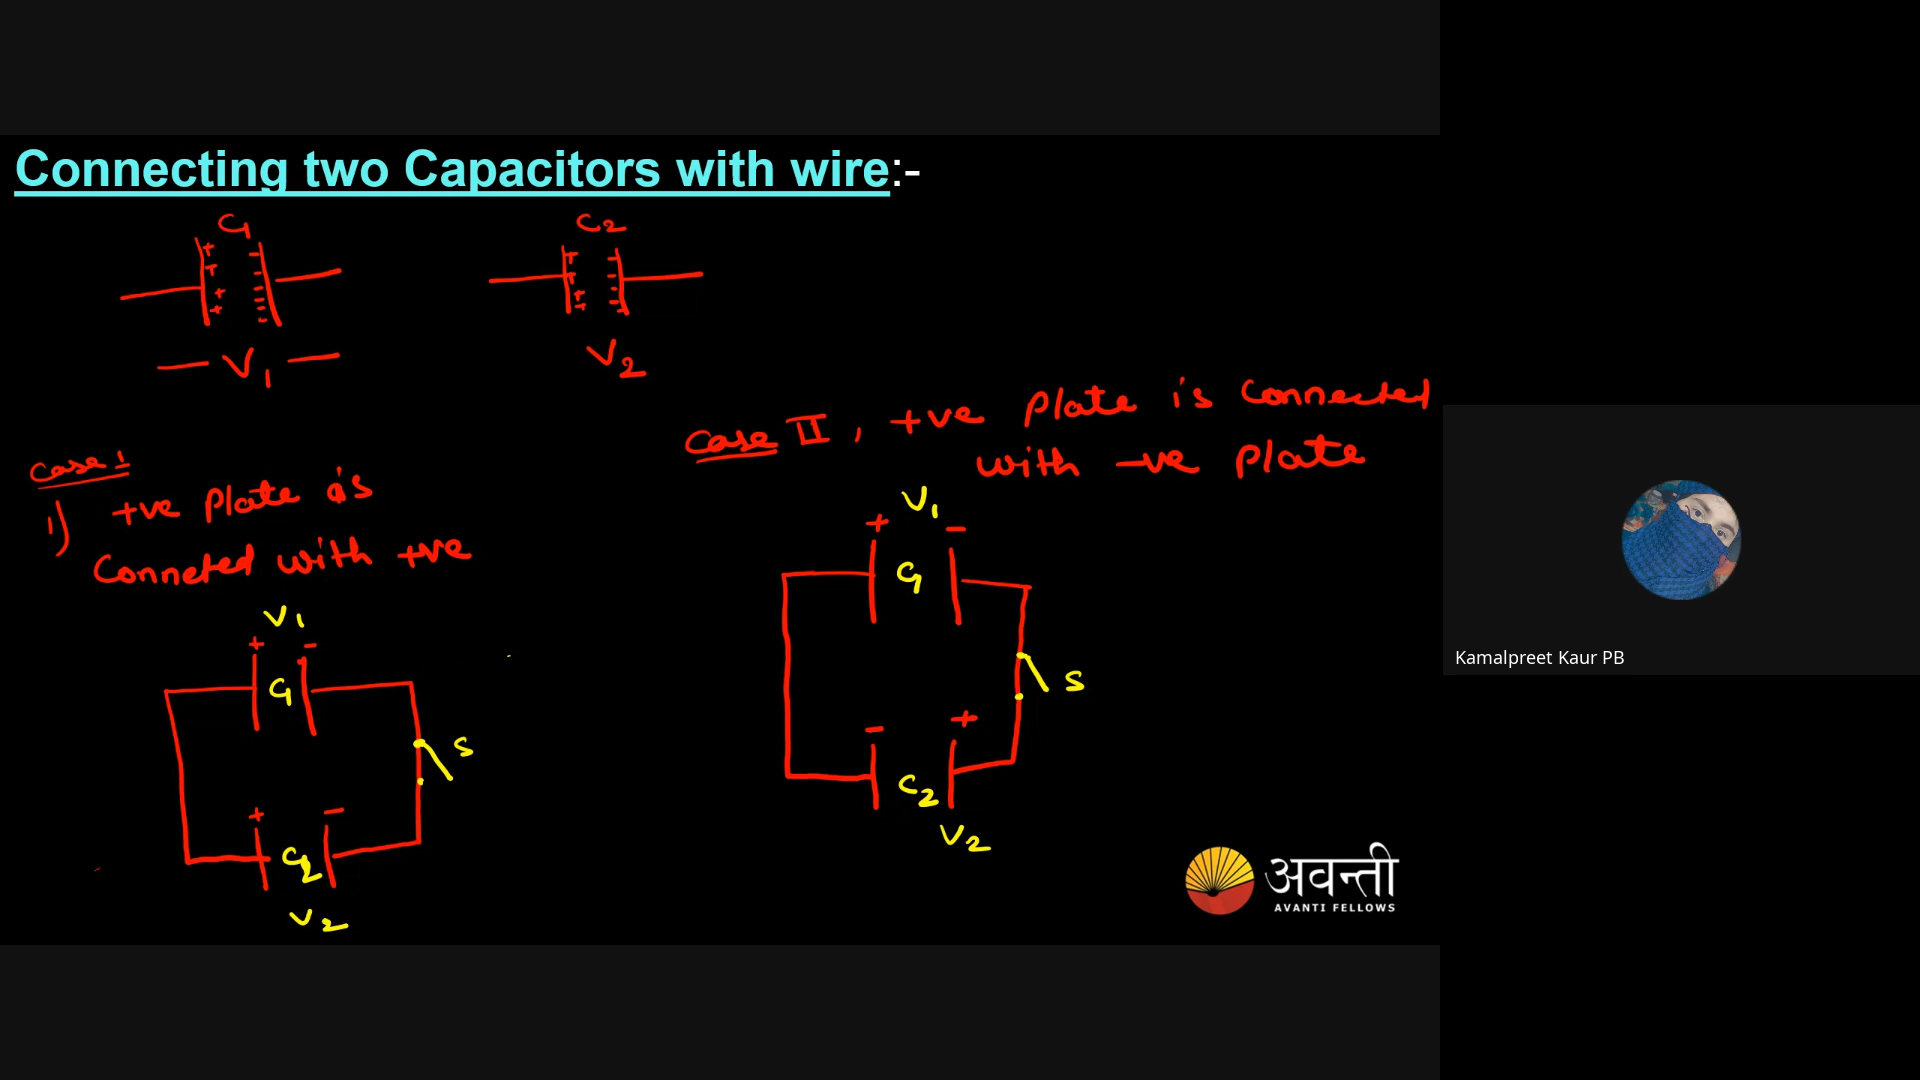 Connecting two Capacitors with wire:-
C1
C2
+ + + +
- - - - - -
+ + + +
- - - - -
V1
V2
Case II, +ve Plate is Connected
with -ve Plate
Case 1
1) +ve Plate is
Conneted with +ve
V1
+ -
C1
S
+ -
C2
V2
V1
+ -
C1
S
- +
C2
V2
अवन्ती
AVANTI FELLOWS
Kamalpreet Kaur PB